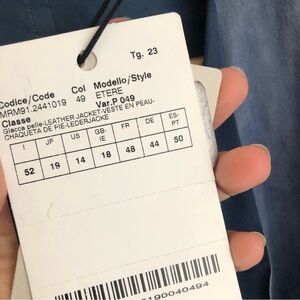 Tg. 23
Codice/Code Col Modello/Style
MRM91.2441019 49 ETERE
Classe Var.P 049
Giacca pelle-LEATHER JACKET-VESTE EN PEAU-
CHAQUETA DE PIE-LEDERJACKE
I JP US GB-IE FR DE ES-PT
52 19 14 18 48 44 50
190040494